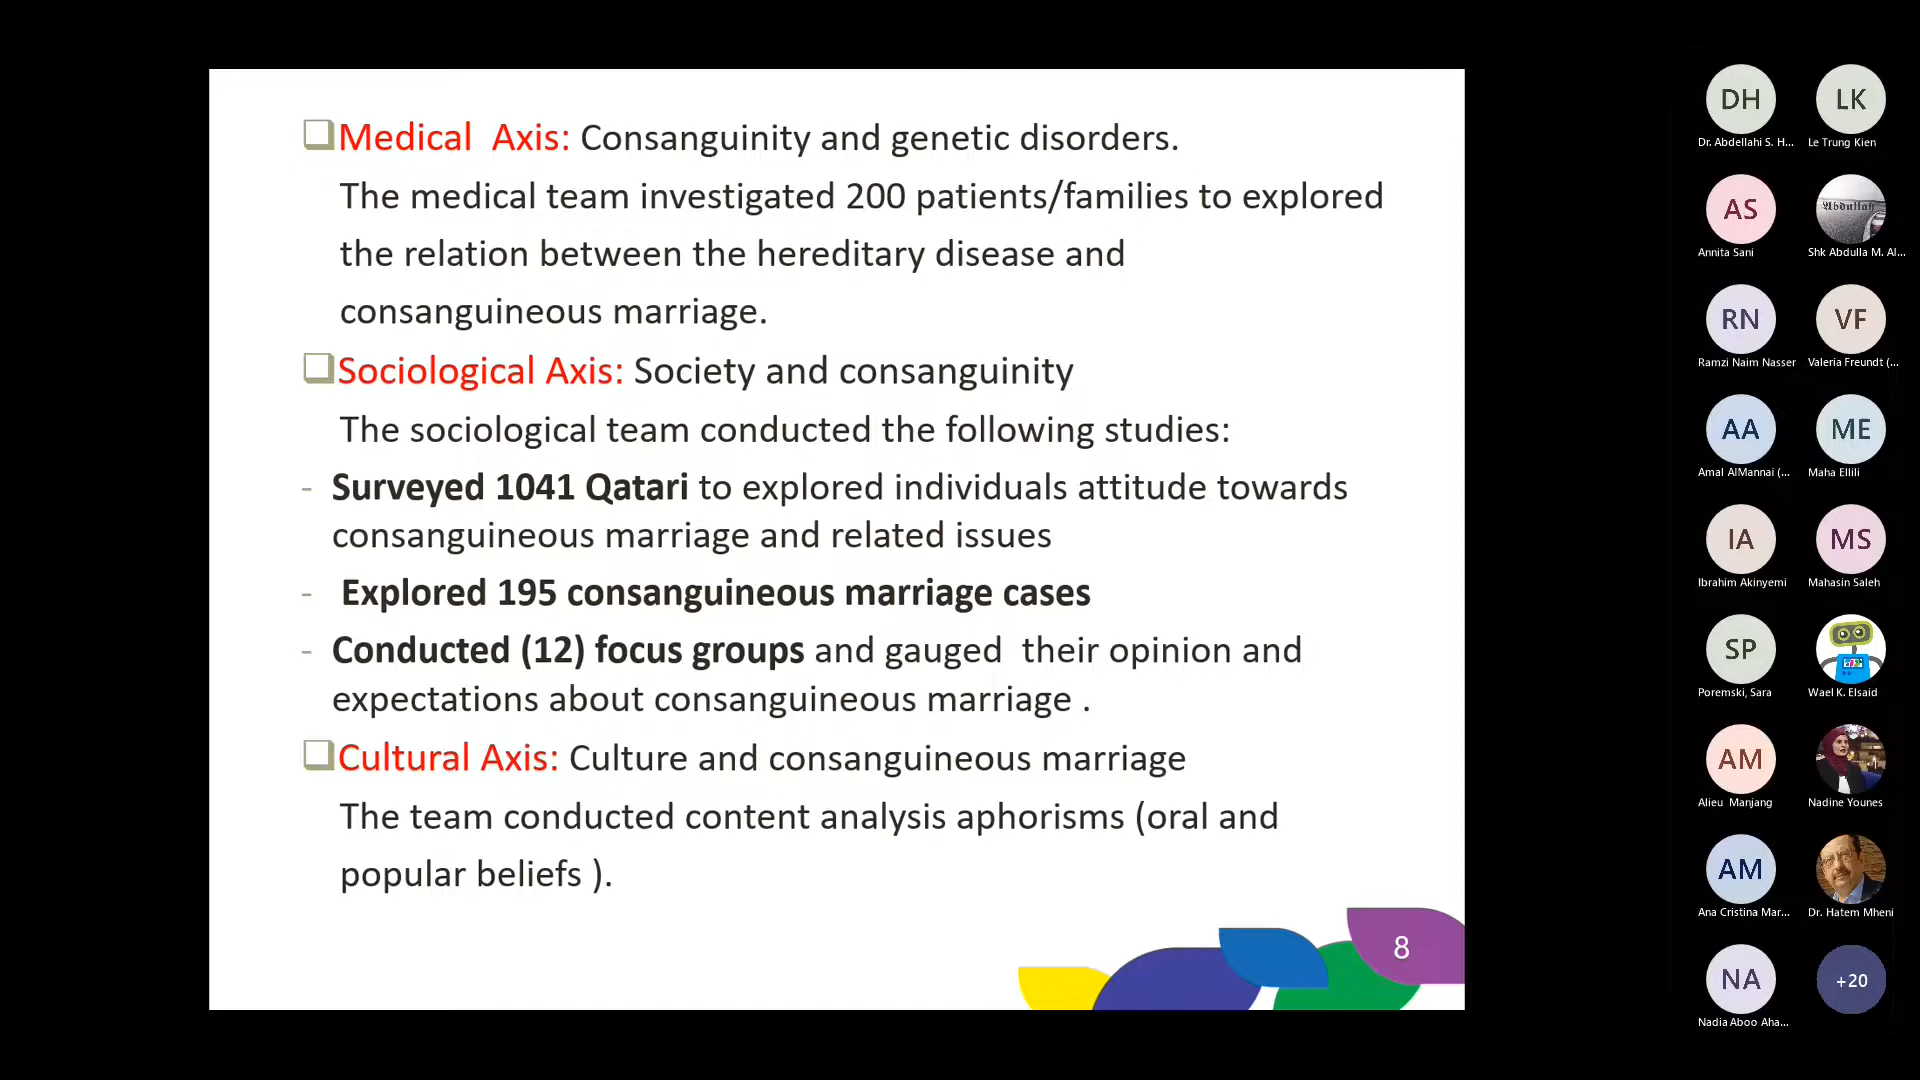 Medical  Axis: Consanguinity and genetic disorders.
The medical team investigated 200 patients/families to explored
the relation between the hereditary disease and
consanguineous marriage.
Sociological Axis: Society and consanguinity
The sociological team conducted the following studies:
- Surveyed 1041 Qatari to explored individuals attitude towards
consanguineous marriage and related issues
- Explored 195 consanguineous marriage cases
- Conducted (12) focus groups and gauged  their opinion and
expectations about consanguineous marriage .
Cultural Axis: Culture and consanguineous marriage
The team conducted content analysis aphorisms (oral and
popular beliefs ).
8
DH
LK
Dr. Abdellahi S. H...
Le Trung Kien
AS
Abdullah
Annita Sani
Shk Abdulla M. Al...
RN
VF
Ramzi Naim Nasser
Valeria Freundt (...
AA
ME
Amal AlMannai (...
Maha Ellili
IA
MS
Ibrahim Akinyemi
Mahasin Saleh
SP
Poremski, Sara
Wael K. Elsaid
AM
Alieu  Manjang
Nadine Younes
AM
Ana Cristina Mar...
Dr. Hatem Mheni
NA
+20
Nadia Aboo Aha...